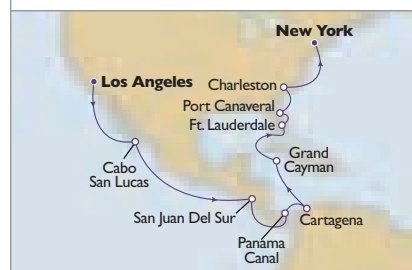 New York
Los Angeles
Charleston
Port Canaveral
Ft. Lauderdale
Cabo
San Lucas
Grand
Cayman
San Juan Del Sur
Cartagena
Panama
Canal